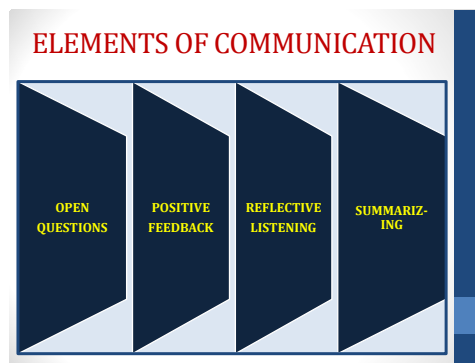 ELEMENTS OF COMMUNICATION
OPEN
QUESTIONS
POSITIVE
FEEDBACK
REFLECTIVE
LISTENING
SUMMARIZ-
ING